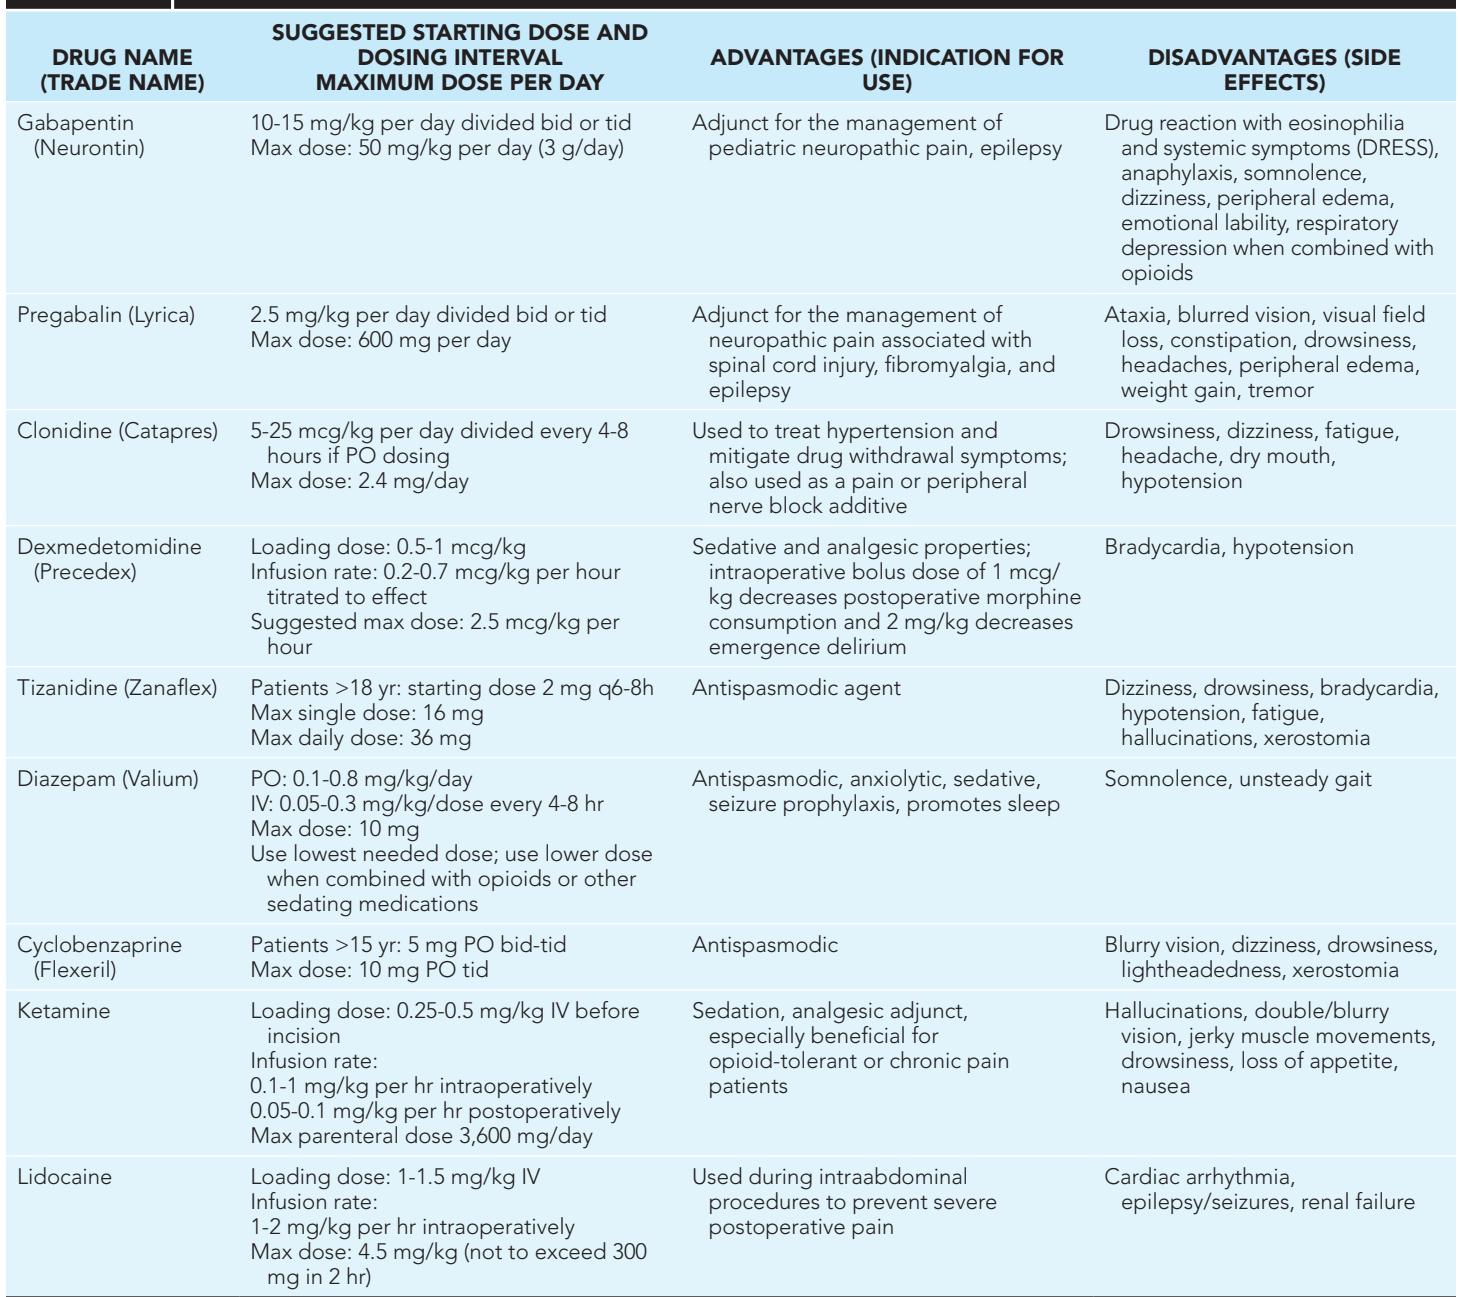 DRUG NAME
(TRADE NAME)
SUGGESTED STARTING DOSE AND
DOSING INTERVAL
MAXIMUM DOSE PER DAY
ADVANTAGES (INDICATION FOR
USE)
DISADVANTAGES (SIDE
EFFECTS)
Gabapentin
(Neurontin)
10-15 mg/kg per day divided bid or tid
Max dose: 50 mg/kg per day (3 g/day)
Adjunct for the management of
pediatric neuropathic pain, epilepsy
Drug reaction with eosinophilia
and systemic symptoms (DRESS),
anaphylaxis, somnolence,
dizziness, peripheral edema,
emotional lability, respiratory
depression when combined with
opioids
Pregabalin (Lyrica)
2.5 mg/kg per day divided bid or tid
Max dose: 600 mg per day
Adjunct for the management of
neuropathic pain associated with
spinal cord injury, fibromyalgia, and
epilepsy
Ataxia, blurred vision, visual field
loss, constipation, drowsiness,
headaches, peripheral edema,
weight gain, tremor
Clonidine (Catapres)
5-25 mcg/kg per day divided every 4-8
hours if PO dosing
Max dose: 2.4 mg/day
Used to treat hypertension and
mitigate drug withdrawal symptoms;
also used as a pain or peripheral
nerve block additive
Drowsiness, dizziness, fatigue,
headache, dry mouth,
hypotension
Dexmedetomidine
(Precedex)
Loading dose: 0.5-1 mcg/kg
Infusion rate: 0.2-0.7 mcg/kg per hour
titrated to effect
Suggested max dose: 2.5 mcg/kg per
hour
Sedative and analgesic properties;
intraoperative bolus dose of 1 mcg/
kg decreases postoperative morphine
consumption and 2 mg/kg decreases
emergence delirium
Bradycardia, hypotension
Tizanidine (Zanaflex)
Patients >18 yr: starting dose 2 mg q6-8h
Max single dose: 16 mg
Max daily dose: 36 mg
Antispasmodic agent
Dizziness, drowsiness, bradycardia,
hypotension, fatigue,
hallucinations, xerostomia
Diazepam (Valium)
PO: 0.1-0.8 mg/kg/day
IV: 0.05-0.3 mg/kg/dose every 4-8 hr
Max dose: 10 mg
Use lowest needed dose; use lower dose
when combined with opioids or other
sedating medications
Antispasmodic, anxiolytic, sedative,
seizure prophylaxis, promotes sleep
Somnolence, unsteady gait
Cyclobenzaprine
(Flexeril)
Patients >15 yr: 5 mg PO bid-tid
Max dose: 10 mg PO tid
Antispasmodic
Blurry vision, dizziness, drowsiness,
lightheadedness, xerostomia
Ketamine
Loading dose: 0.25-0.5 mg/kg IV before
incision
Infusion rate:
0.1-1 mg/kg per hr intraoperatively
0.05-0.1 mg/kg per hr postoperatively
Max parenteral dose 3,600 mg/day
Sedation, analgesic adjunct,
especially beneficial for
opioid-tolerant or chronic pain
patients
Hallucinations, double/blurry
vision, jerky muscle movements,
drowsiness, loss of appetite,
nausea
Lidocaine
Loading dose: 1-1.5 mg/kg IV
Infusion rate:
1-2 mg/kg per hr intraoperatively
Max dose: 4.5 mg/kg (not to exceed 300
mg in 2 hr)
Used during intraabdominal
procedures to prevent severe
postoperative pain
Cardiac arrhythmia,
epilepsy/seizures, renal failure